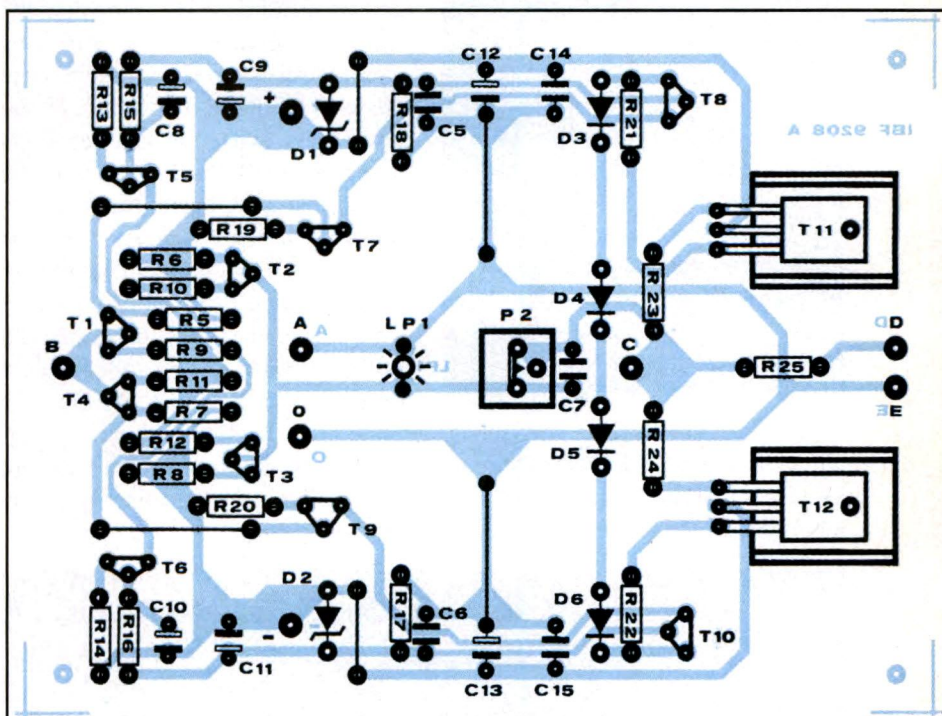 C12 C14
C9
R13 R15 C8 + D1 R18 C5 D3 R21 T8
IBF 9208 A
T5
R19 T7 T11
R6 T2
R10
R5 D4 R23
T1 A A LP1 P2 D D
B R9 C
R11 LP R25
T4 R7 C7 E E
O
R12 O D5 R24
R8 T3
R20 T9 T12
T6 D2
R14 R16 C10 - - R17 C6 D6 R22 T10
C11 C13 C15